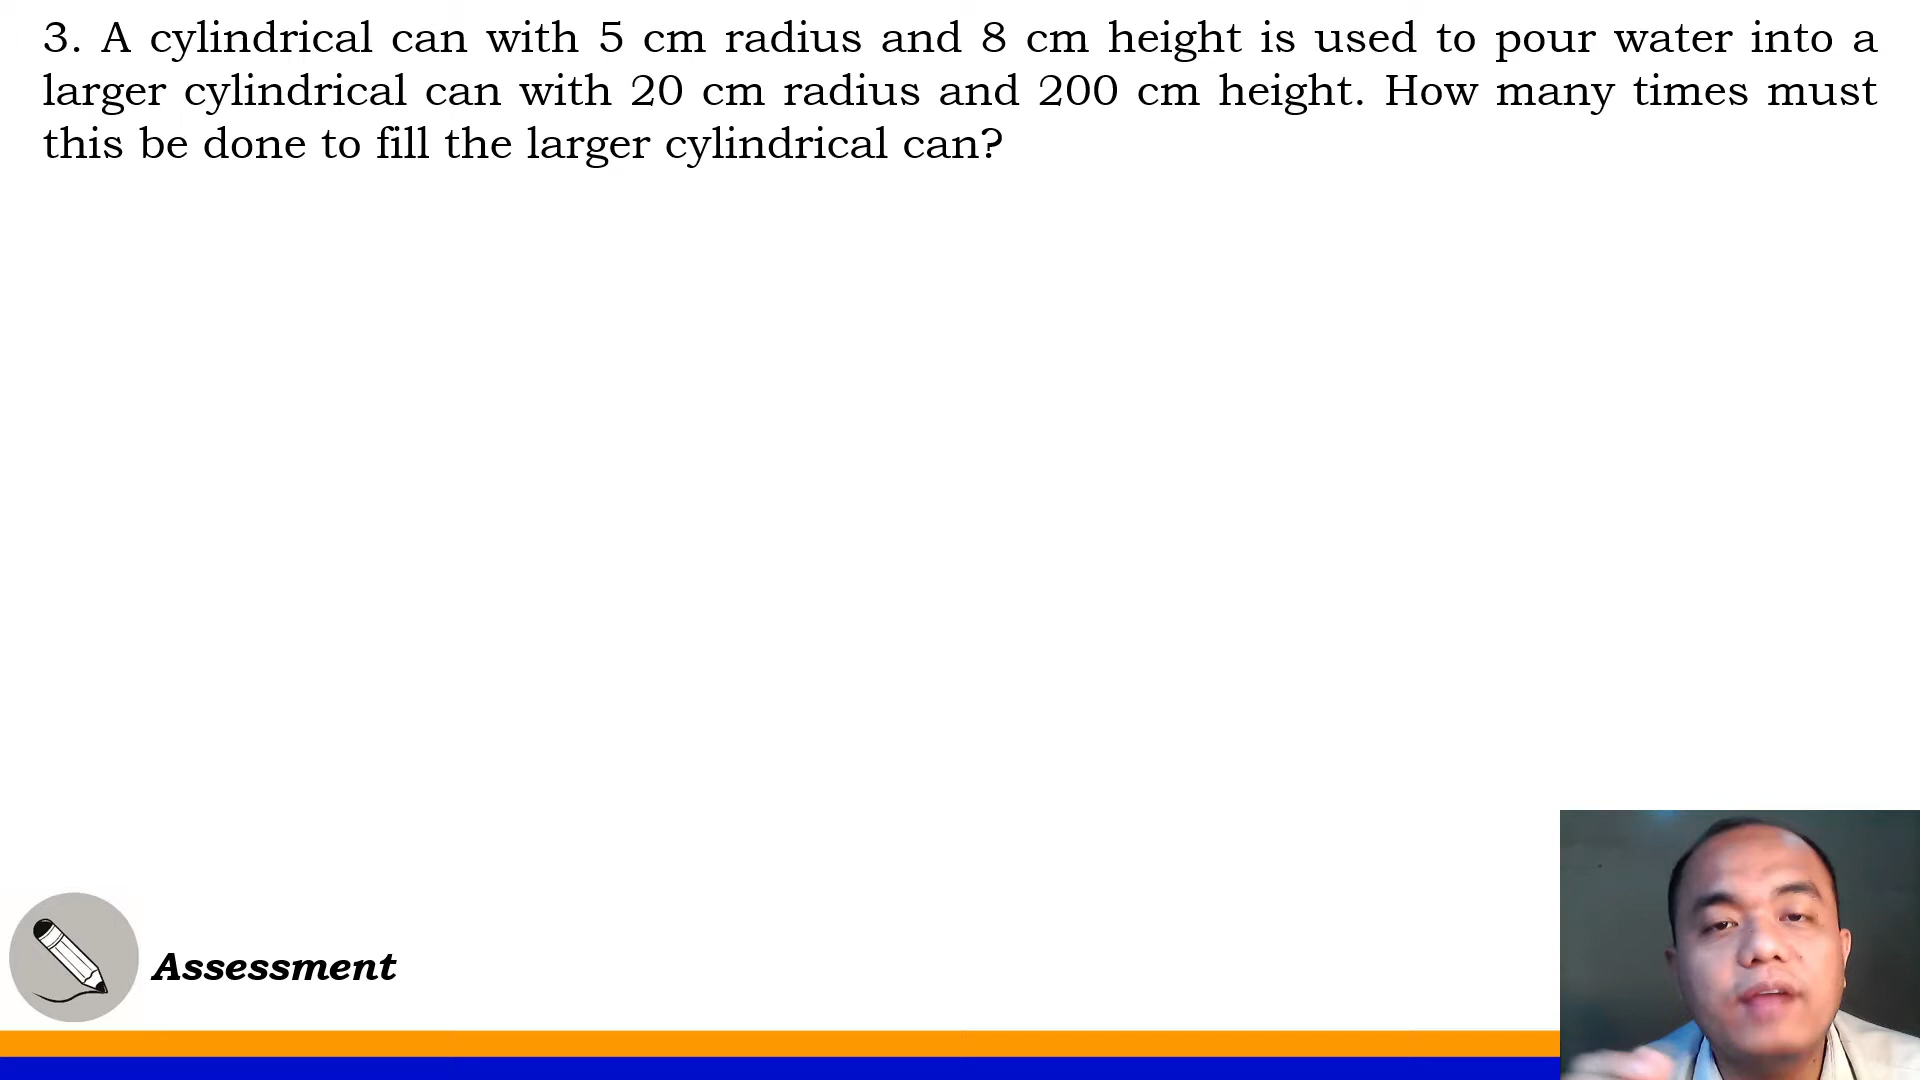 3. A cylindrical can with 5 cm radius and 8 cm height is used to pour water into a
larger cylindrical can with 20 cm radius and 200 cm height. How many times must
this be done to fill the larger cylindrical can?
Assessment